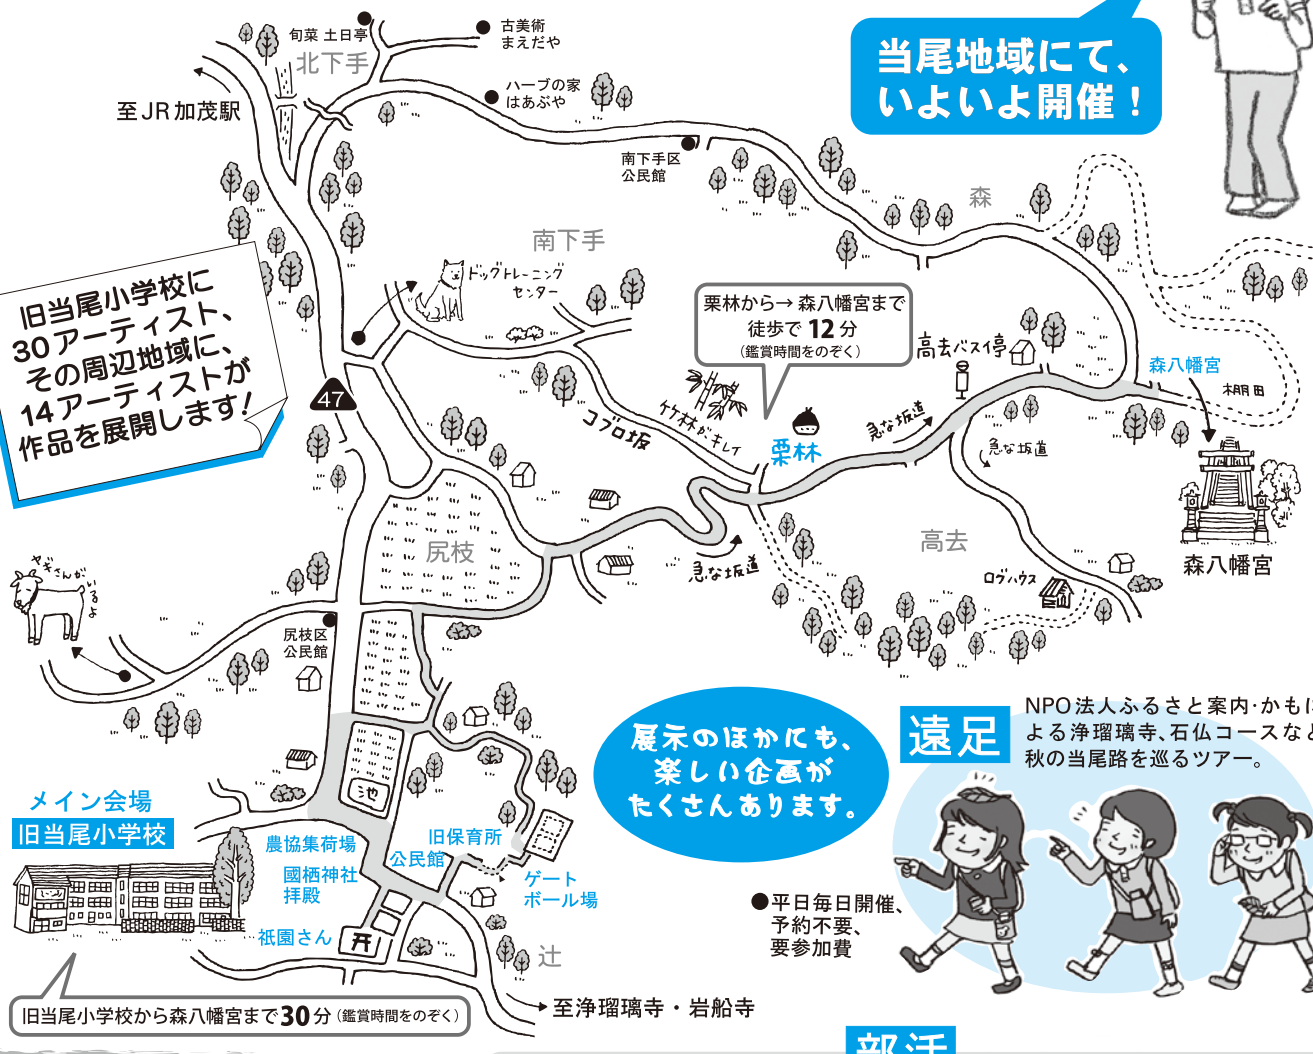 当尾地域にて、
いよいよ開催！
旬菜 土日亭
古美術
まえだや
北下手
ハーブの家
はあぶや
至JR加茂駅
南下手区
公民館
森
南下手
ドッグトレーニング
センター
旧当尾小学校に
30アーティスト、
その周辺地域に、
14アーティストが
作品を展開します!
栗林から→ 森八幡宮まで
徒歩で 12 分
（鑑賞時間をのぞく）
高去バス停
森八幡宮
棚田
47
コブロ坂
竹林がキレイ
栗林
急な坂道
急な坂道
尻枝
高去
急な坂道
森八幡宮
ログハウス
ヤギさんが
いるよ
尻枝区
公民館
展示のほかにも、
楽しい企画が
たくさんあります。
遠足
NPO法人ふるさと案内・かもに
よる浄瑠璃寺、石仏コースなど
秋の当尾路を巡るツアー。
メイン会場
旧当尾小学校
池
農協集荷場
旧保育所
公民館
國栖神社
拝殿
ゲート
ボール場
祇園さん
辻
●平日毎日開催、
予約不要、
要参加費
至浄瑠璃寺・岩船寺
旧当尾小学校から森八幡宮まで30分（鑑賞時間をのぞく）
部活